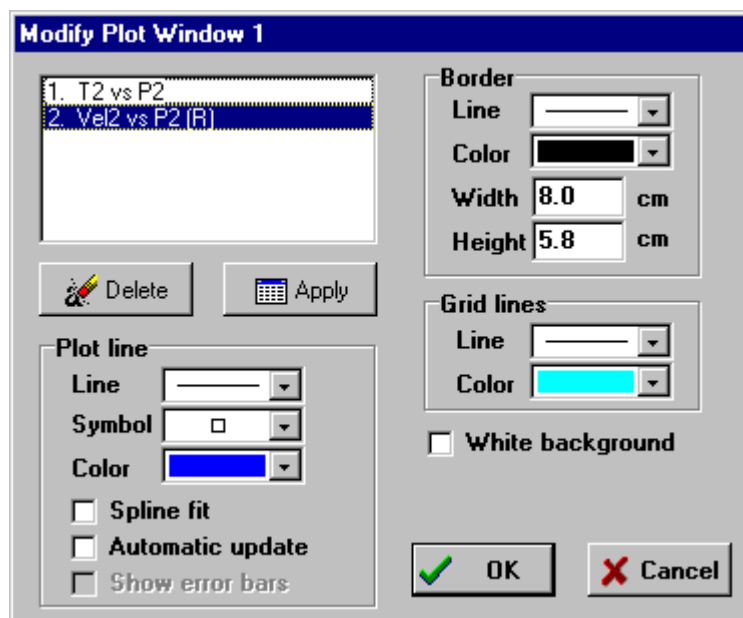 Modify Plot Window 1
1. T2 vs P2
2. Vel2 vs P2 (R)
Delete
Apply
Plot line
Line
Symbol
Color
Spline fit
Automatic update
Show error bars
Border
Line
Color
Width 8.0 cm
Height 5.8 cm
Grid lines
Line
Color
White background
OK
Cancel